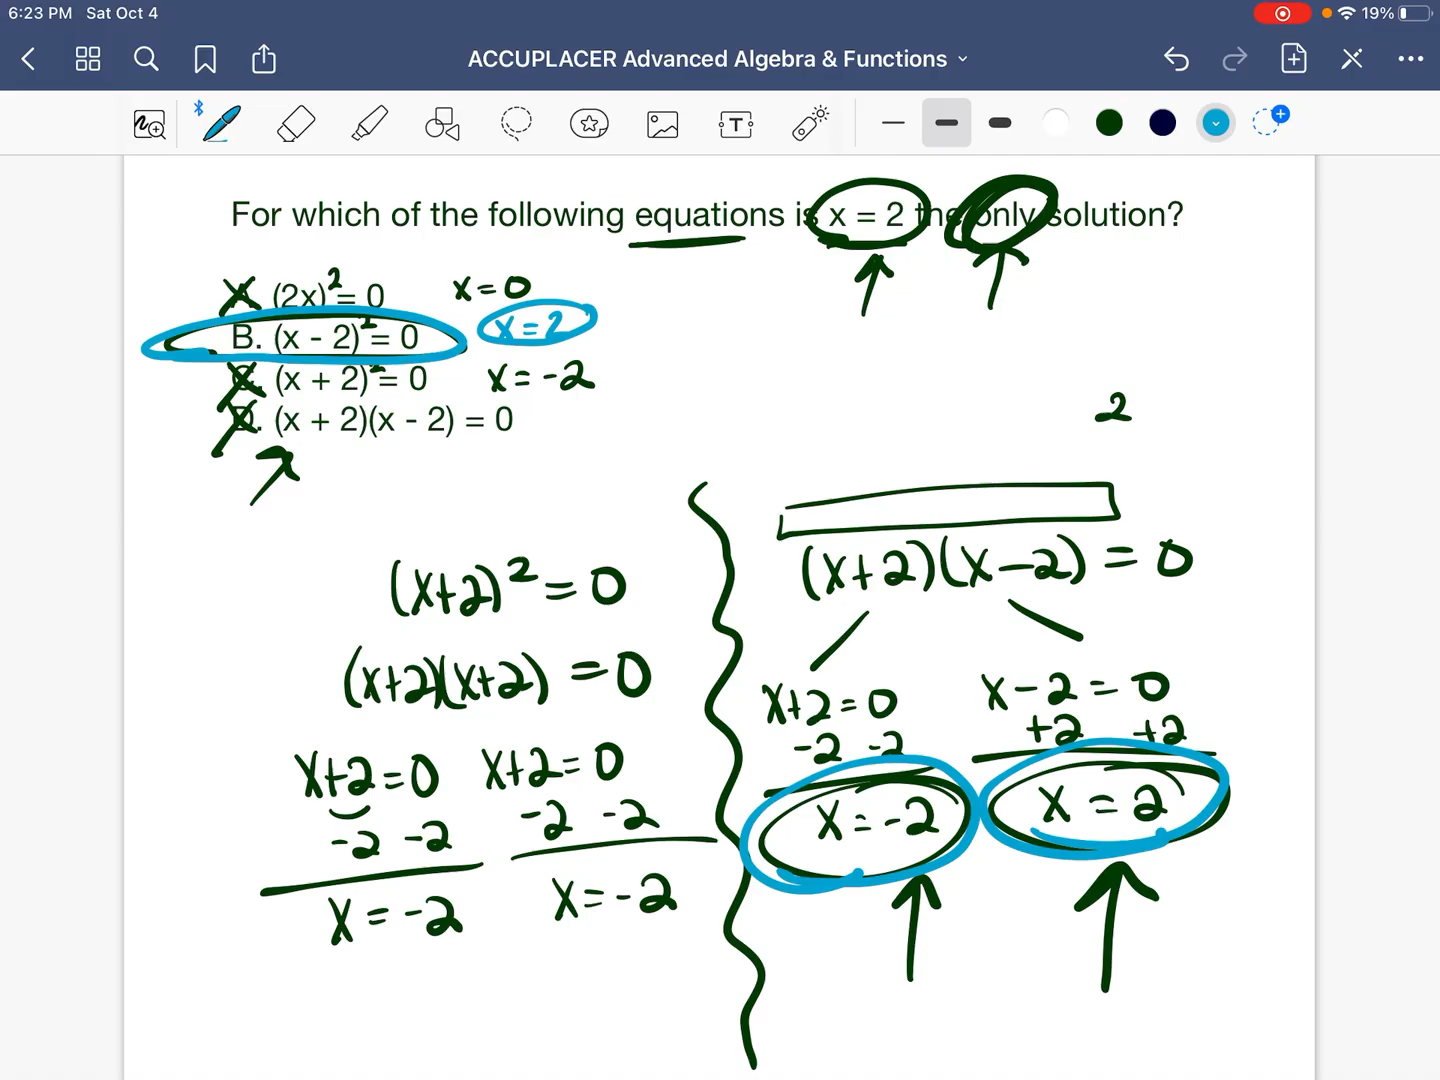 6:23 PM Sat Oct 4 19%
ACCUPLACER Advanced Algebra & Functions
T
For which of the following equations is x = 2 the only solution?
A. (2x)² = 0 x = 0
B. (x - 2)² = 0 x = 2
C. (x + 2)² = 0 x = -2
D. (x + 2)(x - 2) = 0
2
(x+2)² = 0
(x+2)(x+2) = 0
x+2=0 x+2=0
-2 -2 -2 -2
x = -2 x = -2
(x+2)(x-2) = 0
x+2=0 x-2=0
-2 -2 +2 +2
x = -2 x = 2